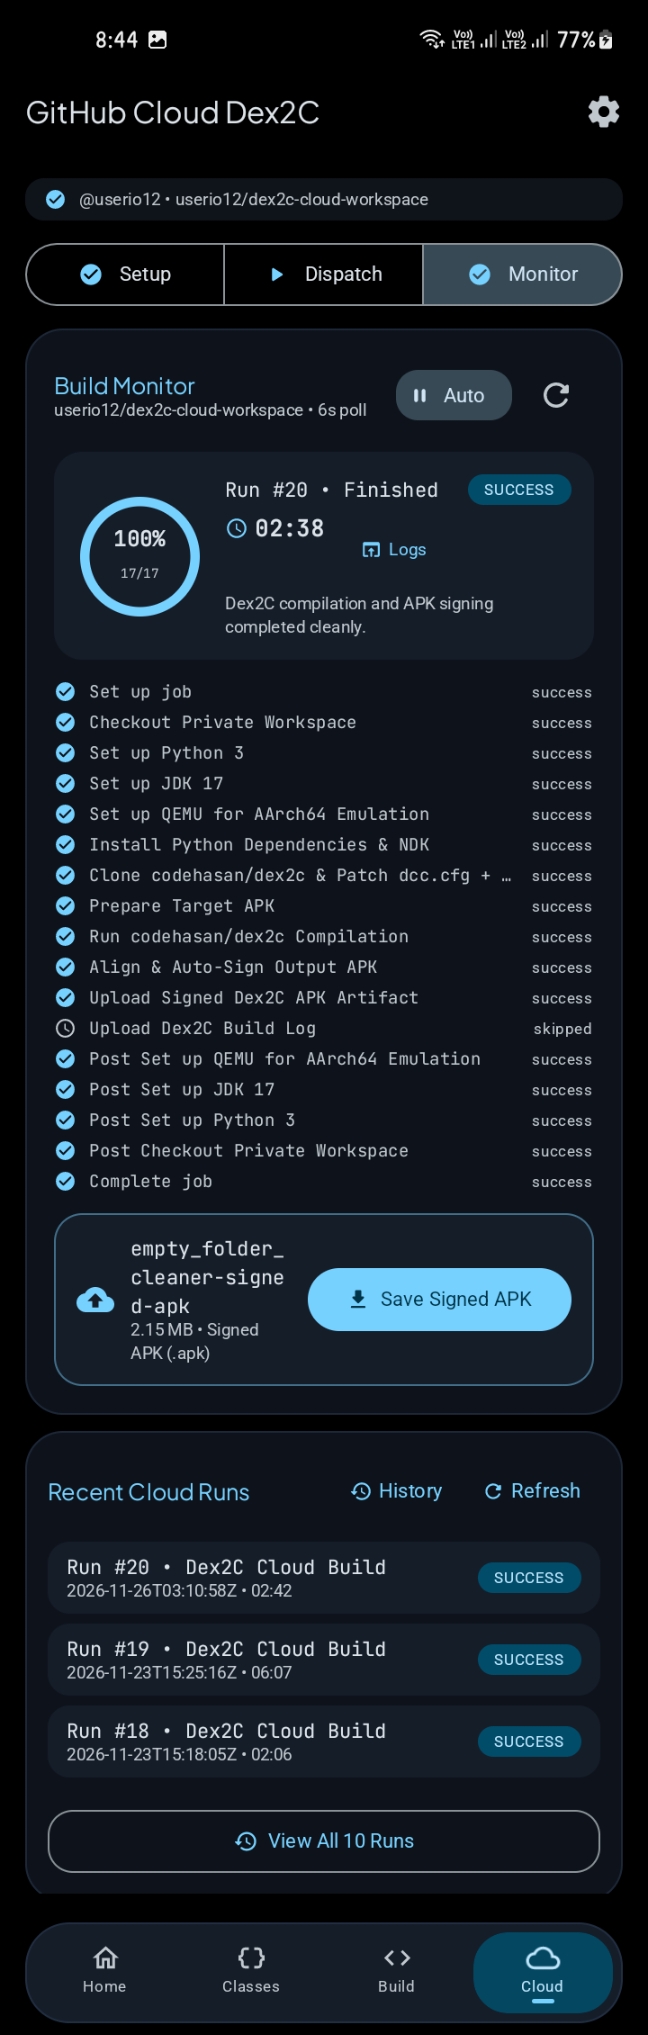 8:44
Vo)) LTE1 Vo)) LTE2 77%
GitHub Cloud Dex2C
@userio12 • userio12/dex2c-cloud-workspace
Setup
Dispatch
Monitor
Build Monitor
userio12/dex2c-cloud-workspace • 6s poll
Auto
100%
17/17
Run #20 • Finished
SUCCESS
02:38
Logs
Dex2C compilation and APK signing
completely cleanly.
Set up job success
Checkout Private Workspace success
Set up Python 3 success
Set up JDK 17 success
Set up QEMU for AArch64 Emulation success
Install Python Dependencies & NDK success
Clone codehasan/dex2c & Patch dcc.cfg + … success
Prepare Target APK success
Run codehasan/dex2c Compilation success
Align & Auto-Sign Output APK success
Upload Signed Dex2C APK Artifact success
Upload Dex2C Build Log skipped
Post Set up QEMU for AArch64 Emulation success
Post Set up JDK 17 success
Post Set up Python 3 success
Post Checkout Private Workspace success
Complete job success
empty_folder_
cleaner-signe
d-apk
2.15 MB • Signed
APK (.apk)
Save Signed APK
Recent Cloud Runs
History
Refresh
Run #20 • Dex2C Cloud Build
2026-11-26T03:10:58Z • 02:42
SUCCESS
Run #19 • Dex2C Cloud Build
2026-11-23T15:25:16Z • 06:07
SUCCESS
Run #18 • Dex2C Cloud Build
2026-11-23T15:18:05Z • 02:06
SUCCESS
View All 10 Runs
Home
Classes
Build
Cloud